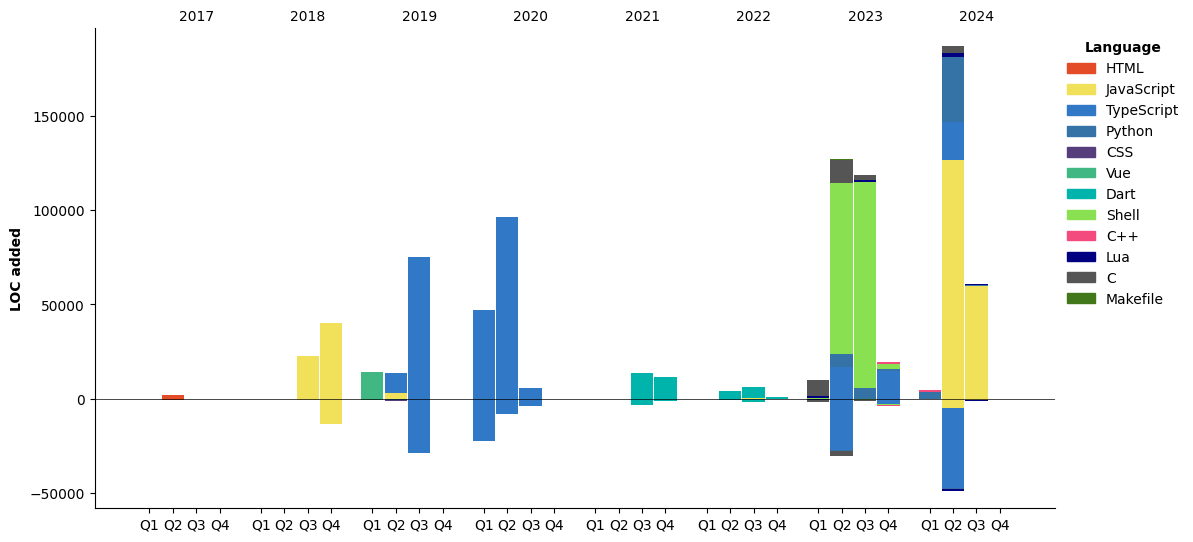 2017 2018 2019 2020 2021 2022 2023 2024
Language
HTML
JavaScript
TypeScript
Python
CSS
Vue
Dart
Shell
C++
Lua
C
Makefile
LOC added
150000
100000
50000
0
−50000
Q1 Q2 Q3 Q4 Q1 Q2 Q3 Q4 Q1 Q2 Q3 Q4 Q1 Q2 Q3 Q4 Q1 Q2 Q3 Q4 Q1 Q2 Q3 Q4 Q1 Q2 Q3 Q4 Q1 Q2 Q3 Q4